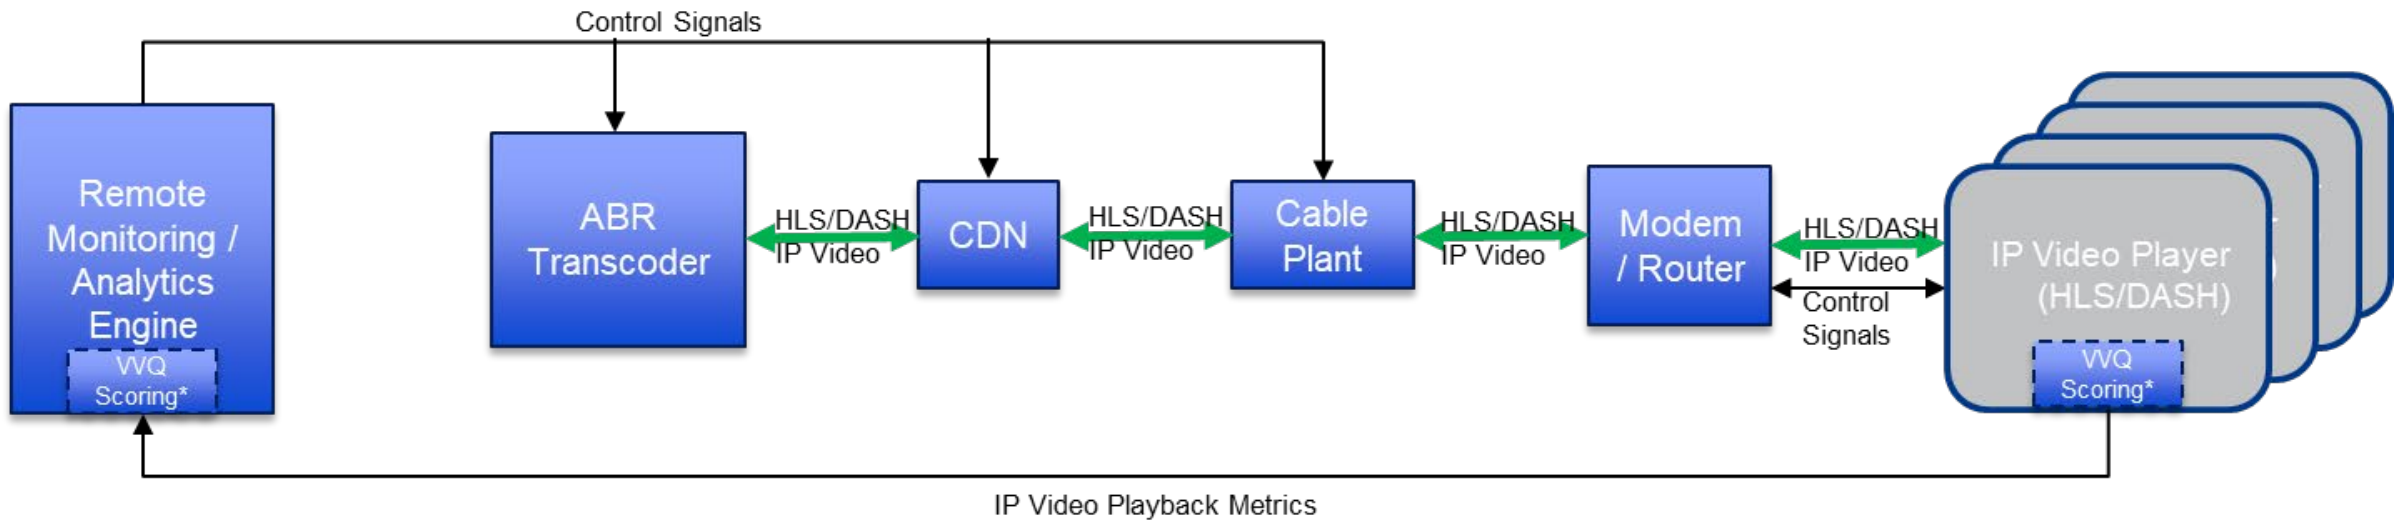 Control Signals
Remote
Monitoring /
Analytics
Engine
VVQ
Scoring*
ABR
Transcoder
HLS/DASH
IP Video
CDN
HLS/DASH
IP Video
Cable
Plant
HLS/DASH
IP Video
Modem
/ Router
HLS/DASH
IP Video
Control
Signals
IP Video Player
(HLS/DASH)
VVQ
Scoring*
IP Video Playback Metrics